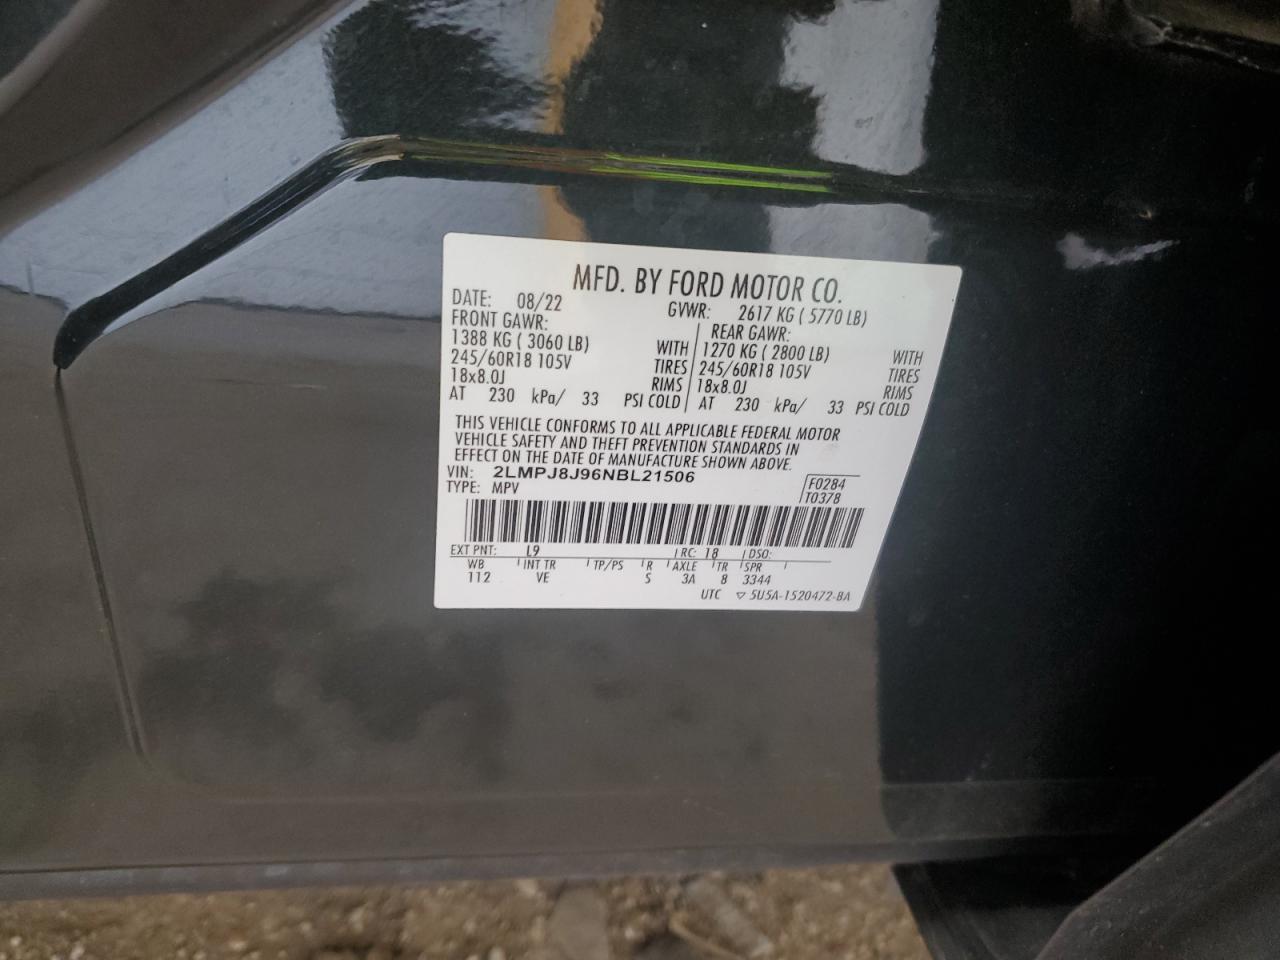 MFD. BY FORD MOTOR CO.
DATE: 08/22 GVWR: 2617 KG ( 5770 LB)
FRONT GAWR: REAR GAWR:
1388 KG ( 3060 LB) WITH 1270 KG ( 2800 LB) WITH
245/60R18 105V TIRES 245/60R18 105V TIRES
18x8.0J RIMS 18x8.0J RIMS
AT 230 kPa/ 33 PSI COLD AT 230 kPa/ 33 PSI COLD
THIS VEHICLE CONFORMS TO ALL APPLICABLE FEDERAL MOTOR
VEHICLE SAFETY AND THEFT PREVENTION STANDARDS IN
EFFECT ON THE DATE OF MANUFACTURE SHOWN ABOVE.
VIN: 2LMPJ8J96NBL21506
TYPE: MPV
F0284
T0378
EXT PNT: L9 RC: 18 DSO:
WB INT TR TP/PS R AXLE TR SPR
112 VE S 3A 8 3344
UTC ▽ 5U5A-1520472-BA